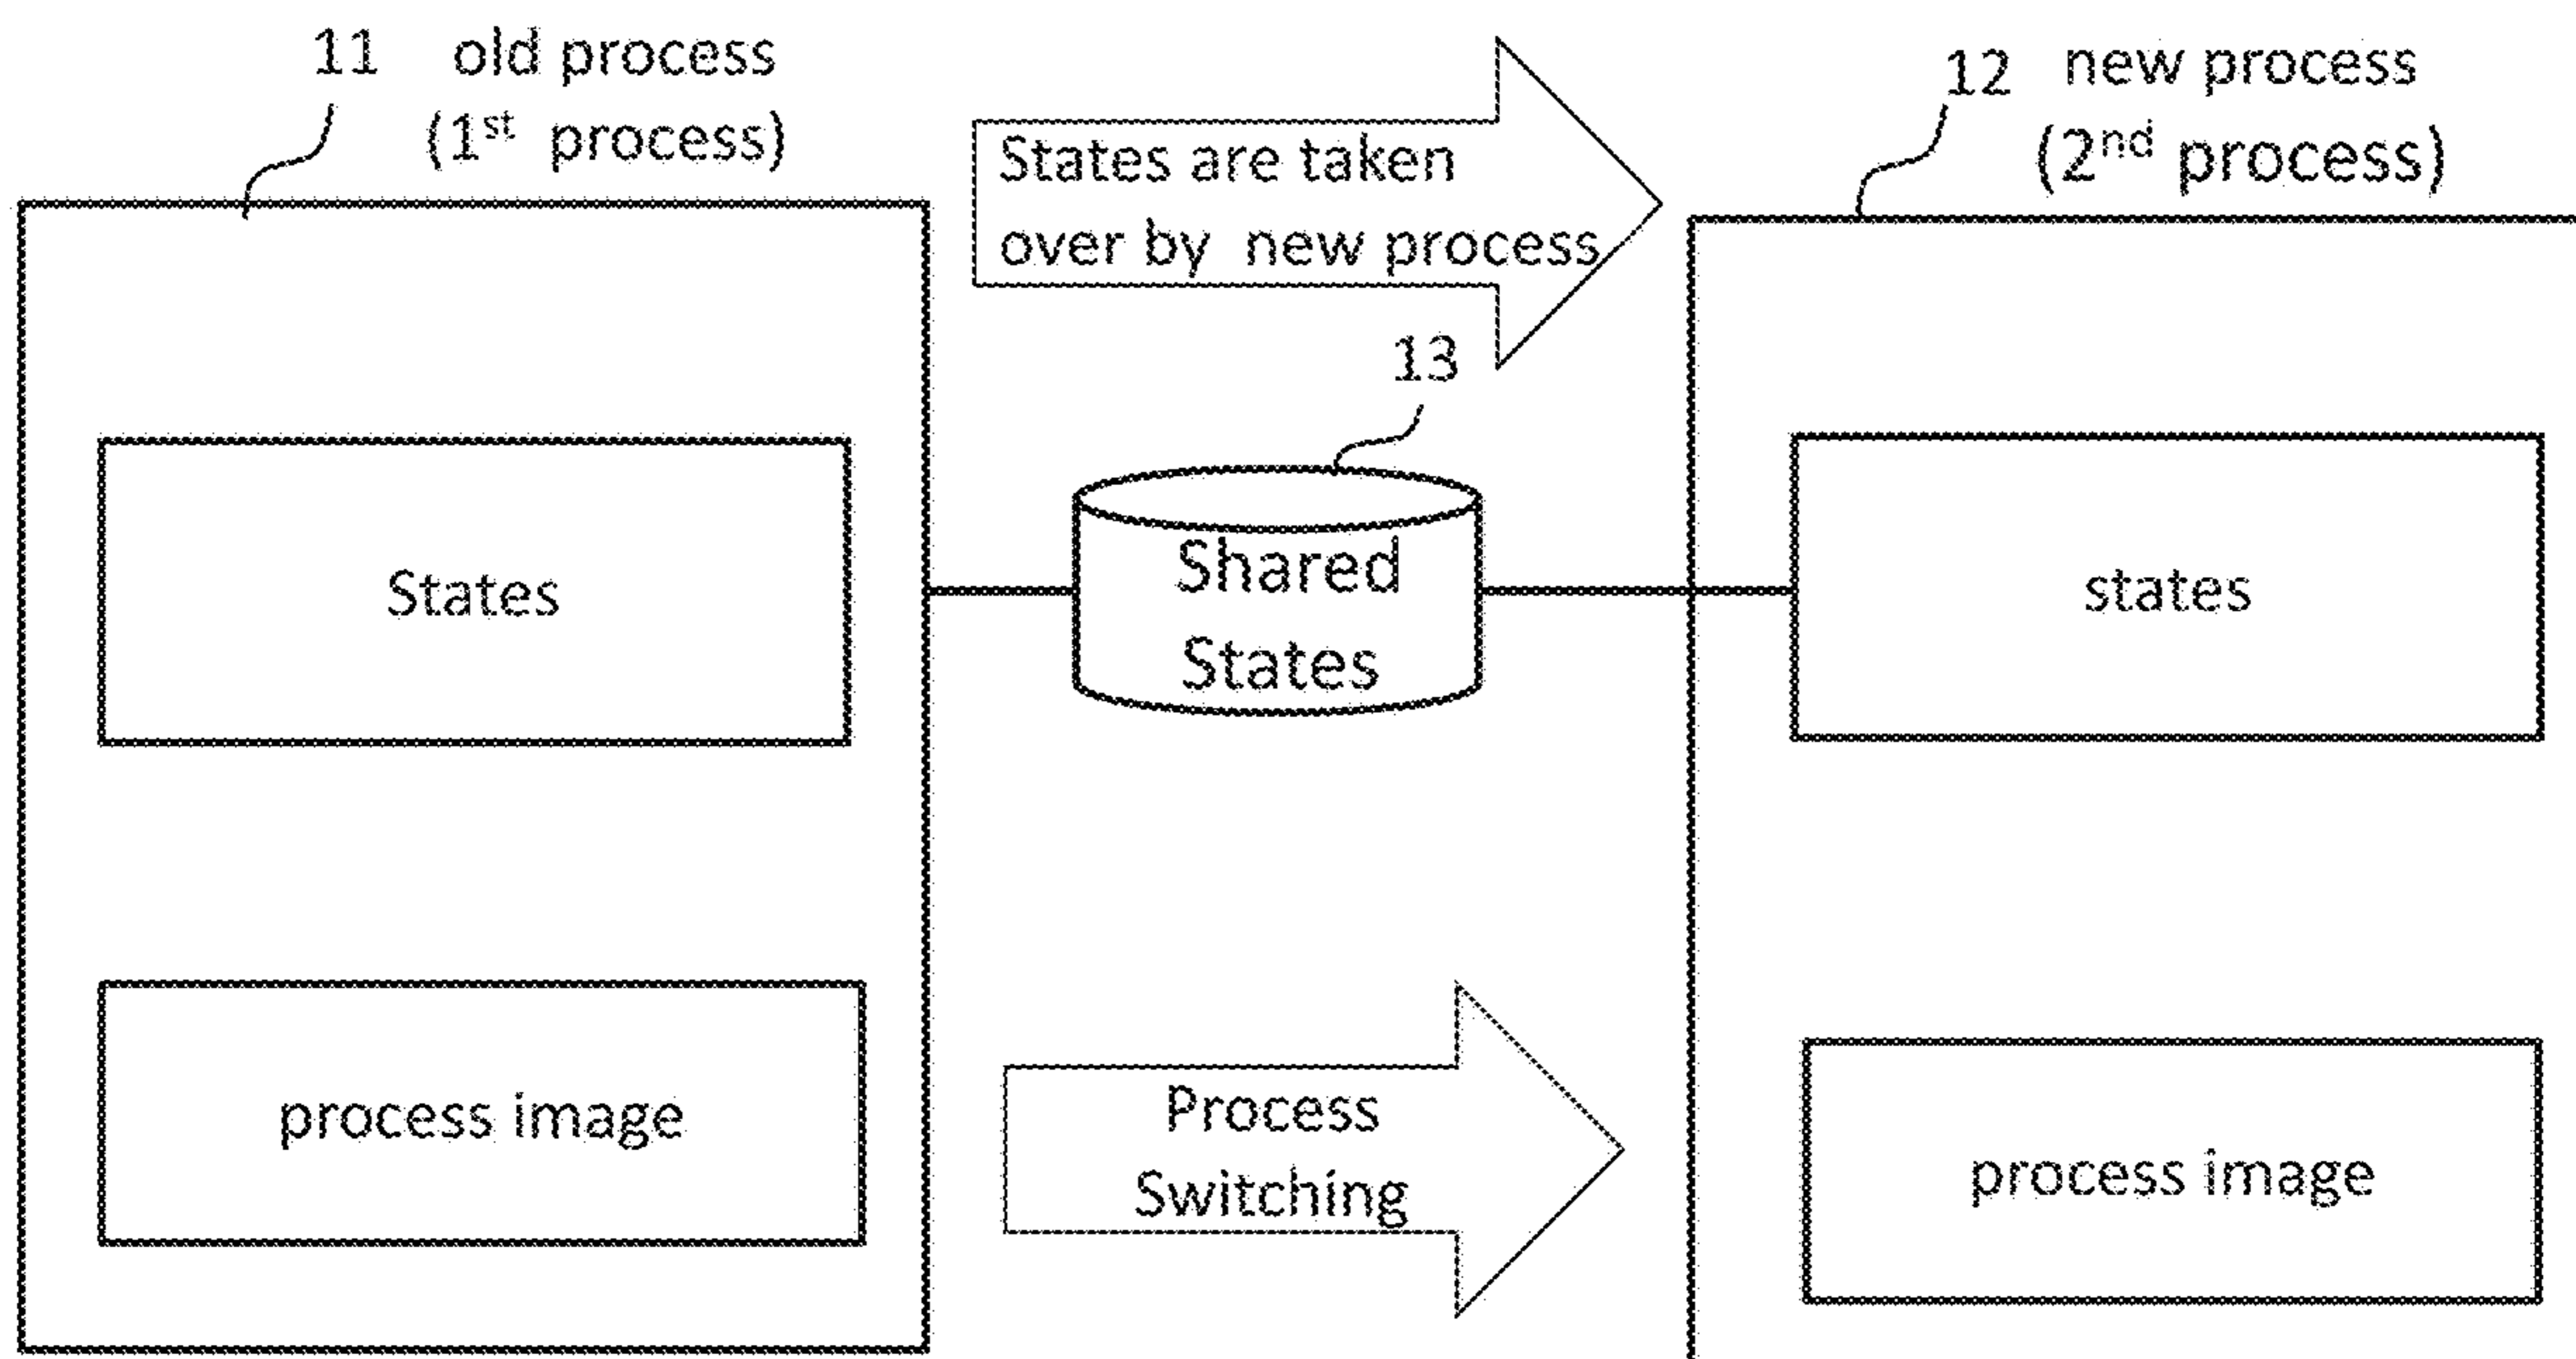 11 old process
(1st process)
States are taken
over by new process
12 new process
(2nd process)
13
States
Shared
States
states
process image
Process
Switching
process image